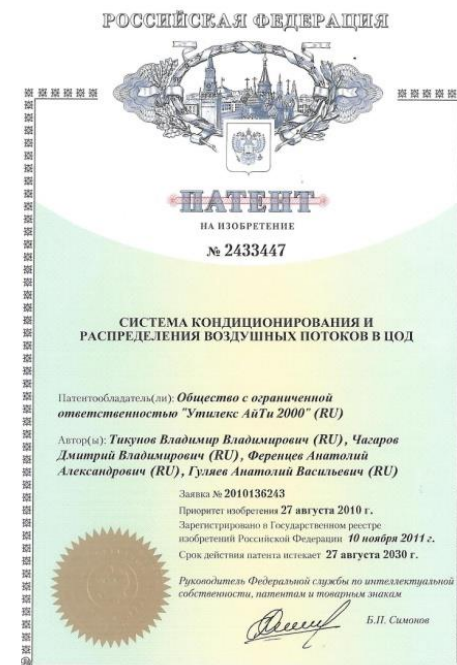 РОССИЙСКАЯ ФЕДЕРАЦИЯ
ПАТЕНТ
НА ИЗОБРЕТЕНИЕ
№ 2433447
СИСТЕМА КОНДИЦИОНИРОВАНИЯ И
РАСПРЕДЕЛЕНИЯ ВОЗДУШНЫХ ПОТОКОВ В ЦОД
Патентообладатель(ли): Общество с ограниченной
ответственностью "Утилекс АйТи 2000" (RU)
Автор(ы): Тикунов Владимир Владимирович (RU), Чагаров
Дмитрий Владимирович (RU), Ференцев Анатолий
Александрович (RU), Гуляев Анатолий Васильевич (RU)
Заявка № 2010136243
Приоритет изобретения 27 августа 2010 г.
Зарегистрировано в Государственном реестре
изобретений Российской Федерации 10 ноября 2011 г.
Срок действия патента истекает 27 августа 2030 г.
Руководитель Федеральной службы по интеллектуальной
собственности, патентам и товарным знакам
Б.П. Симонов